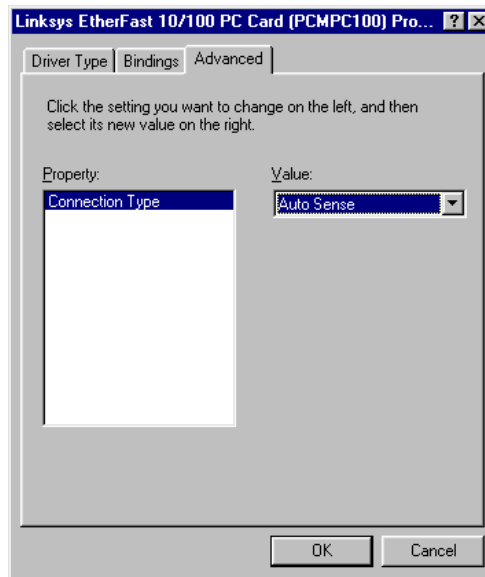 Linksys EtherFast 10/100 PC Card (PCMPC100) Pro...
Driver Type Bindings Advanced
Click the setting you want to change on the left, and then
select its new value on the right.
Property: Value:
Connection Type Auto Sense
OK Cancel